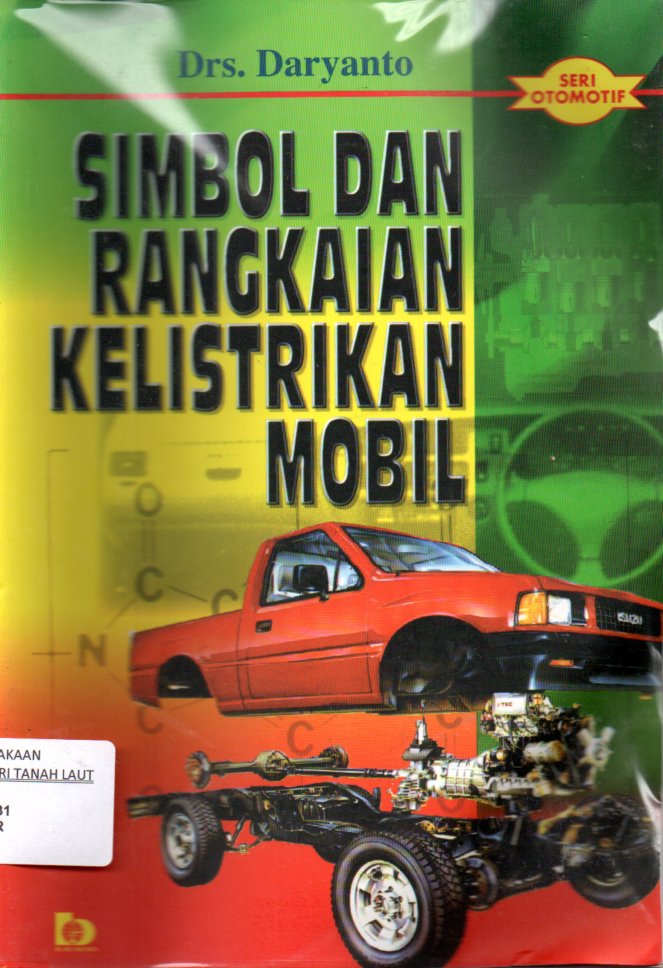 Drs. Daryanto
SERI
OTOMOTIF
SIMBOL DAN
RANGKAIAN
KELISTRIKAN
MOBIL
O
C
C
N
C
C
C
ISUZU
AKAAN
RI TANAH LAUT
31
R
b